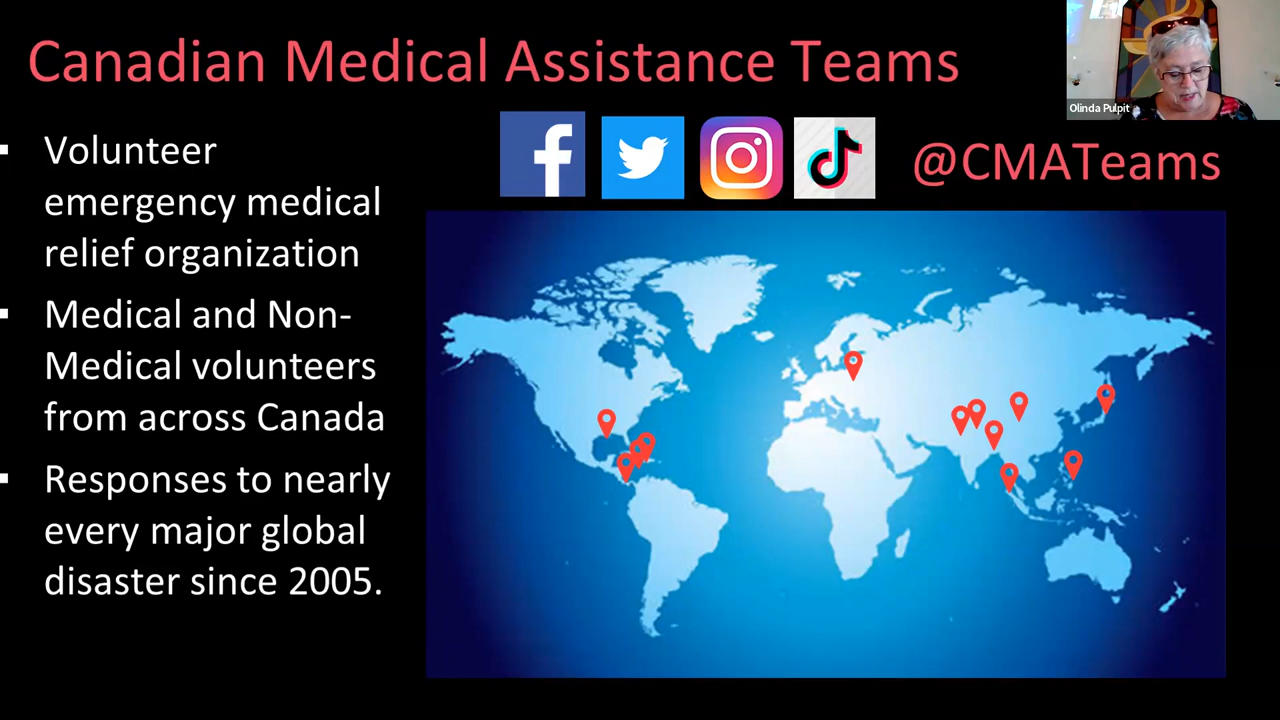 Canadian Medical Assistance Teams
Olinda Pulpit
@CMATeams
Volunteer
emergency medical
relief organization
Medical and Non-
Medical volunteers
from across Canada
Responses to nearly
every major global
disaster since 2005.